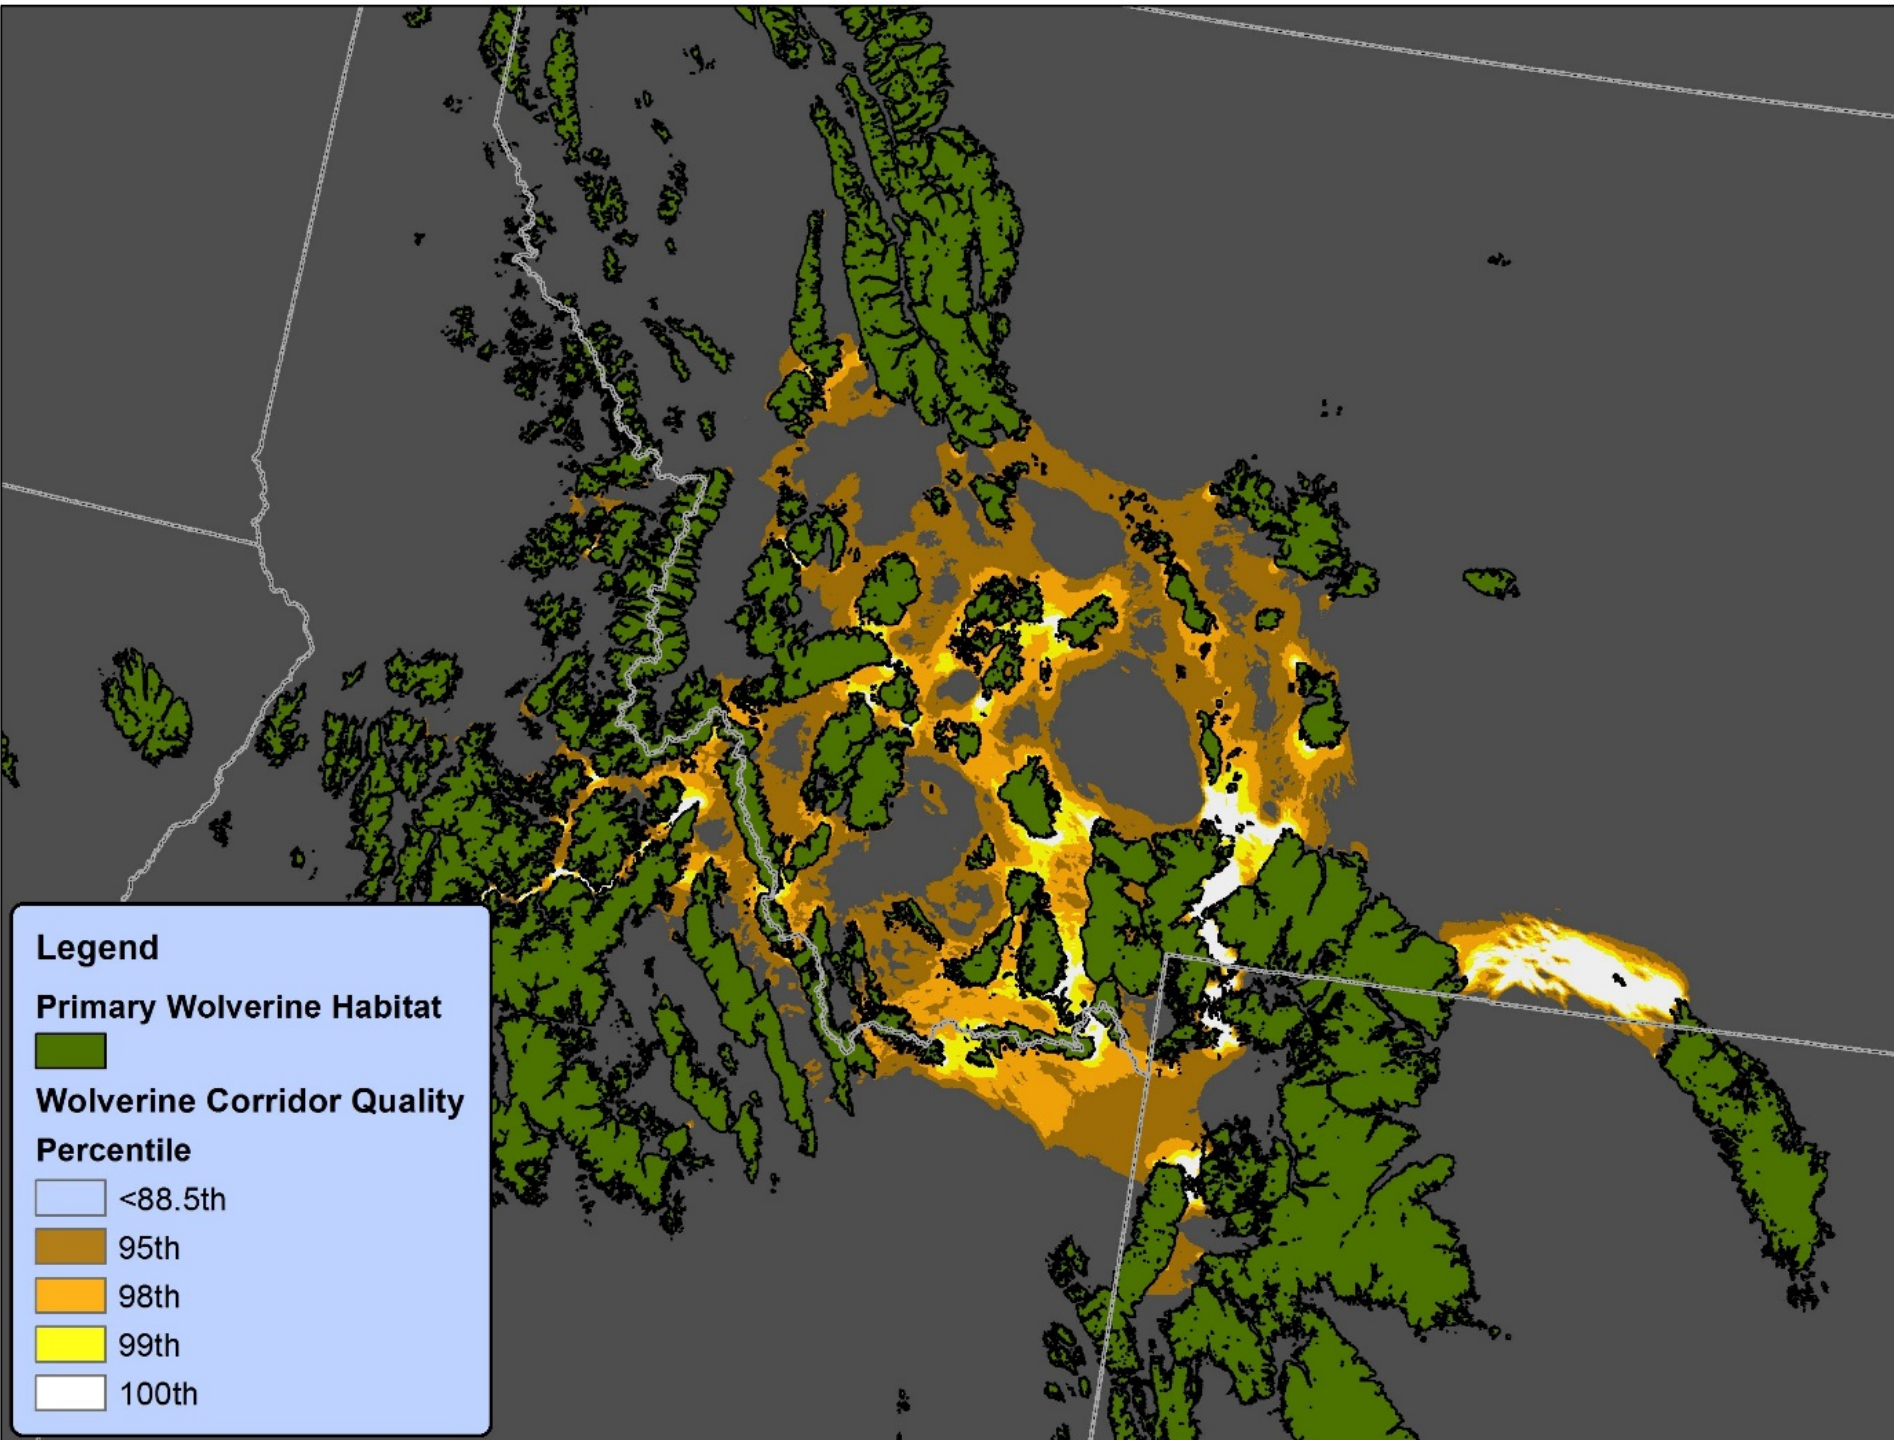 Legend
Primary Wolverine Habitat
Wolverine Corridor Quality
Percentile
<88.5th
95th
98th
99th
100th